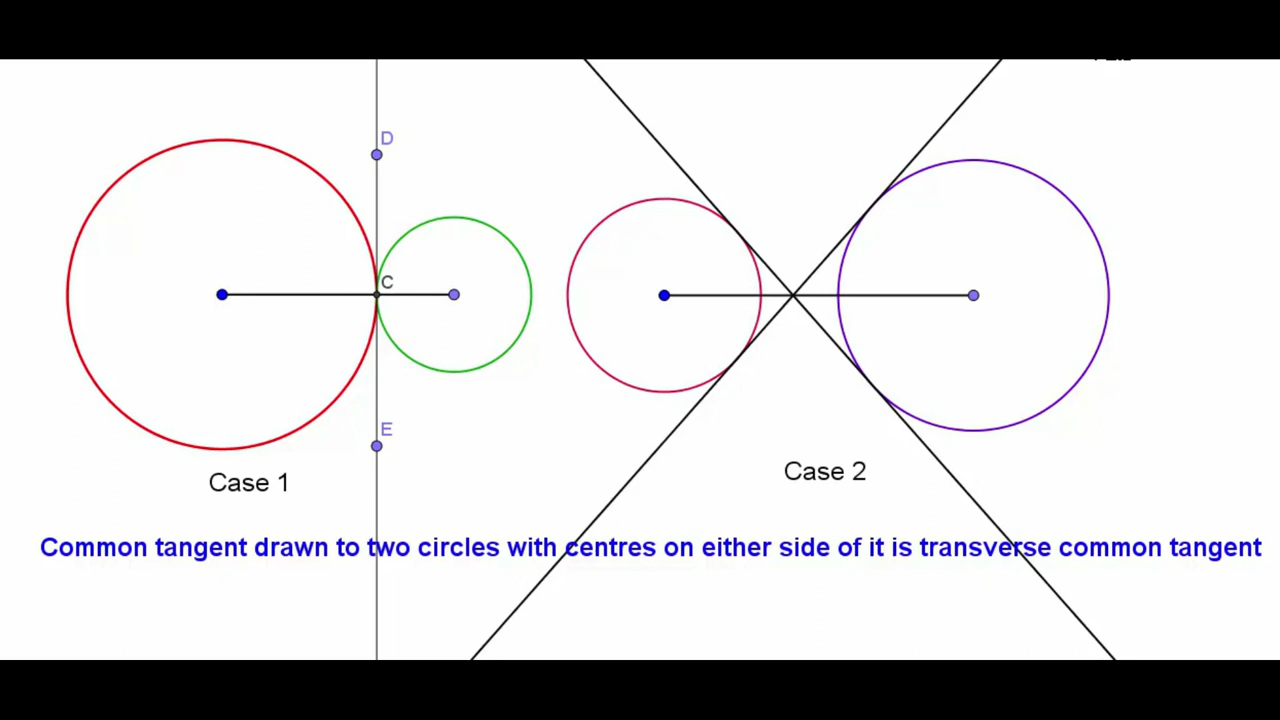 D
C
E
Case 1
Case 2
Common tangent drawn to two circles with centres on either side of it is transverse common tangent